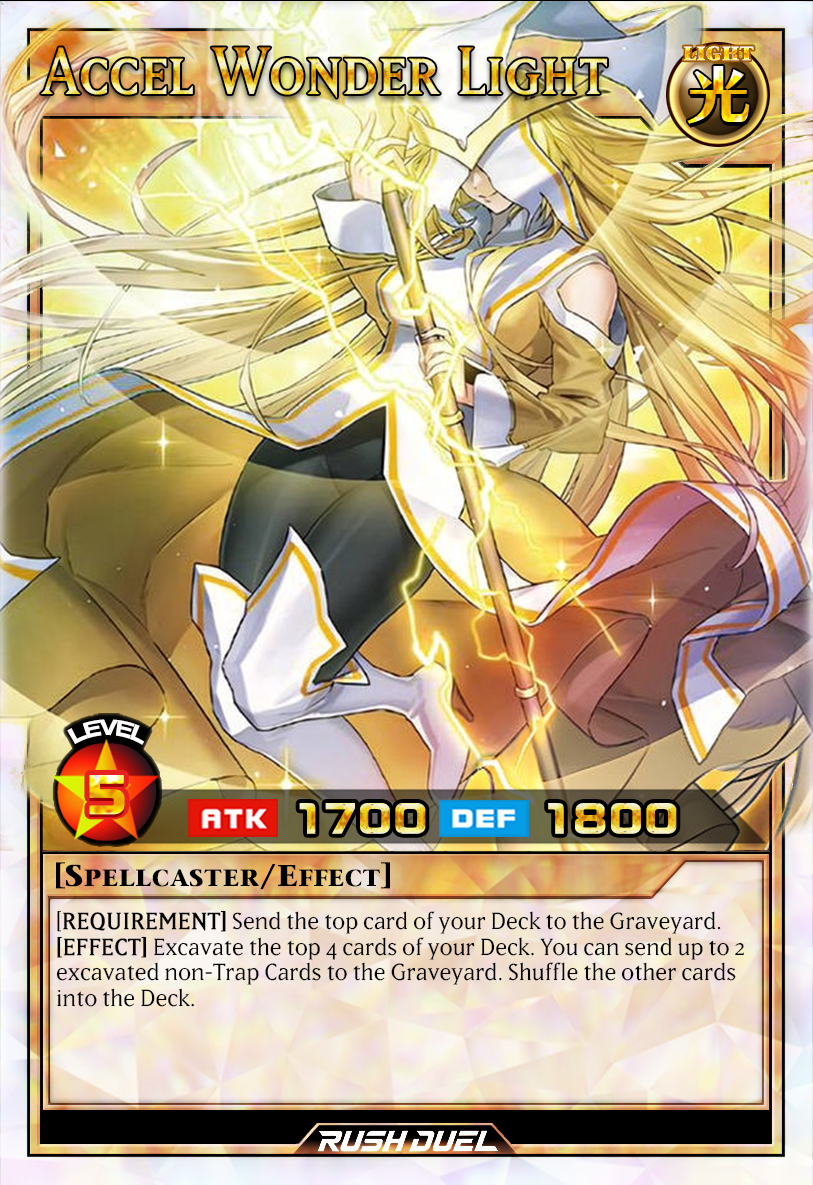 Accel Wonder Light
LIGHT
光
LEVEL
5
ATK 1700 DEF 1800
[Spellcaster/Effect]
[REQUIREMENT] Send the top card of your Deck to the Graveyard.
[EFFECT] Excavate the top 4 cards of your Deck. You can send up to 2
excavated non-Trap Cards to the Graveyard. Shuffle the other cards
into the Deck.
RUSH DUEL